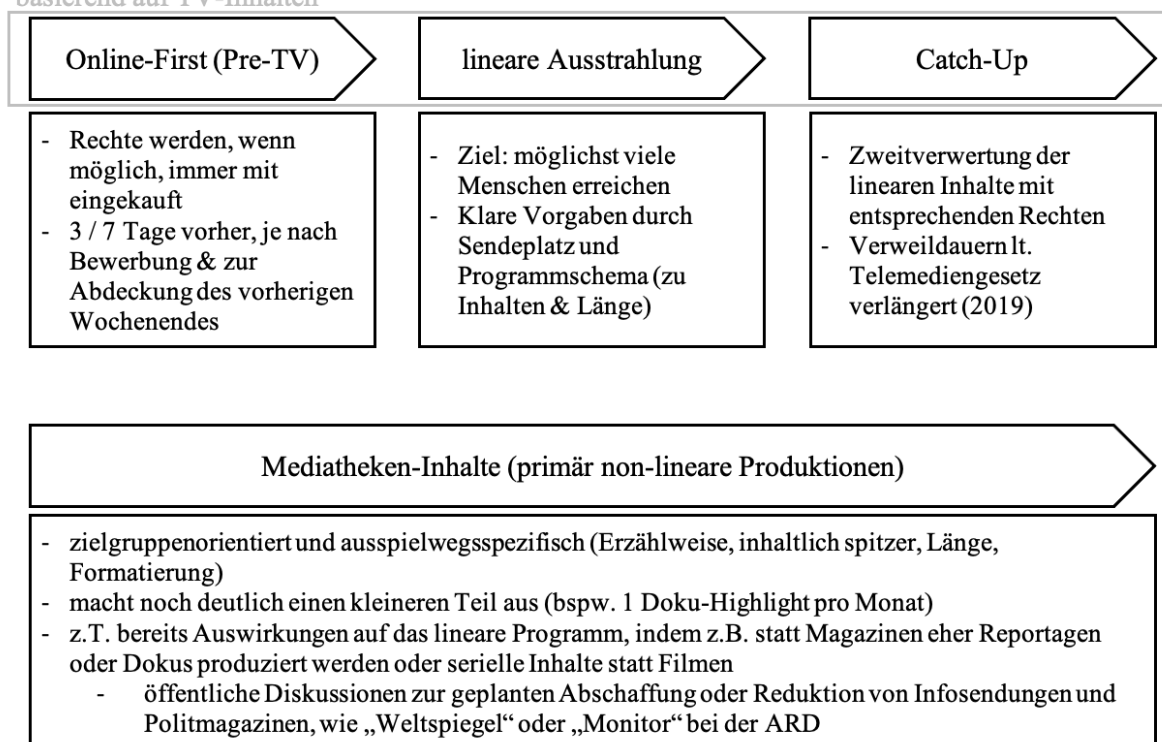 basierend auf TV-Inhalten
Online-First (Pre-TV)
lineare Ausstrahlung
Catch-Up
- Rechte werden, wenn
möglich, immer mit
eingekauft
- 3 / 7 Tage vorher, je nach
Bewerbung & zur
Abdeckung des vorherigen
Wochenendes
- Ziel: möglichst viele
Menschen erreichen
- Klare Vorgaben durch
Sendeplatz und
Programmschema (zu
Inhalten & Länge)
- Zweitverwertung der
linearen Inhalte mit
entsprechenden Rechten
- Verweildauern lt.
Telemediengesetz
verlängert (2019)
Mediatheken-Inhalte (primär non-lineare Produktionen)
- zielgruppenorientiert und ausspielwegsspezifisch (Erzählweise, inhaltlich spitzer, Länge,
Formatierung)
- macht noch deutlich einen kleineren Teil aus (bspw. 1 Doku-Highlight pro Monat)
- z.T. bereits Auswirkungen auf das lineare Programm, indem z.B. statt Magazinen eher Reportagen
oder Dokus produziert werden oder serielle Inhalte statt Filmen
- öffentliche Diskussionen zur geplanten Abschaffung oder Reduktion von Infosendungen und
Politmagazinen, wie „Weltspiegel“ oder „Monitor“ bei der ARD